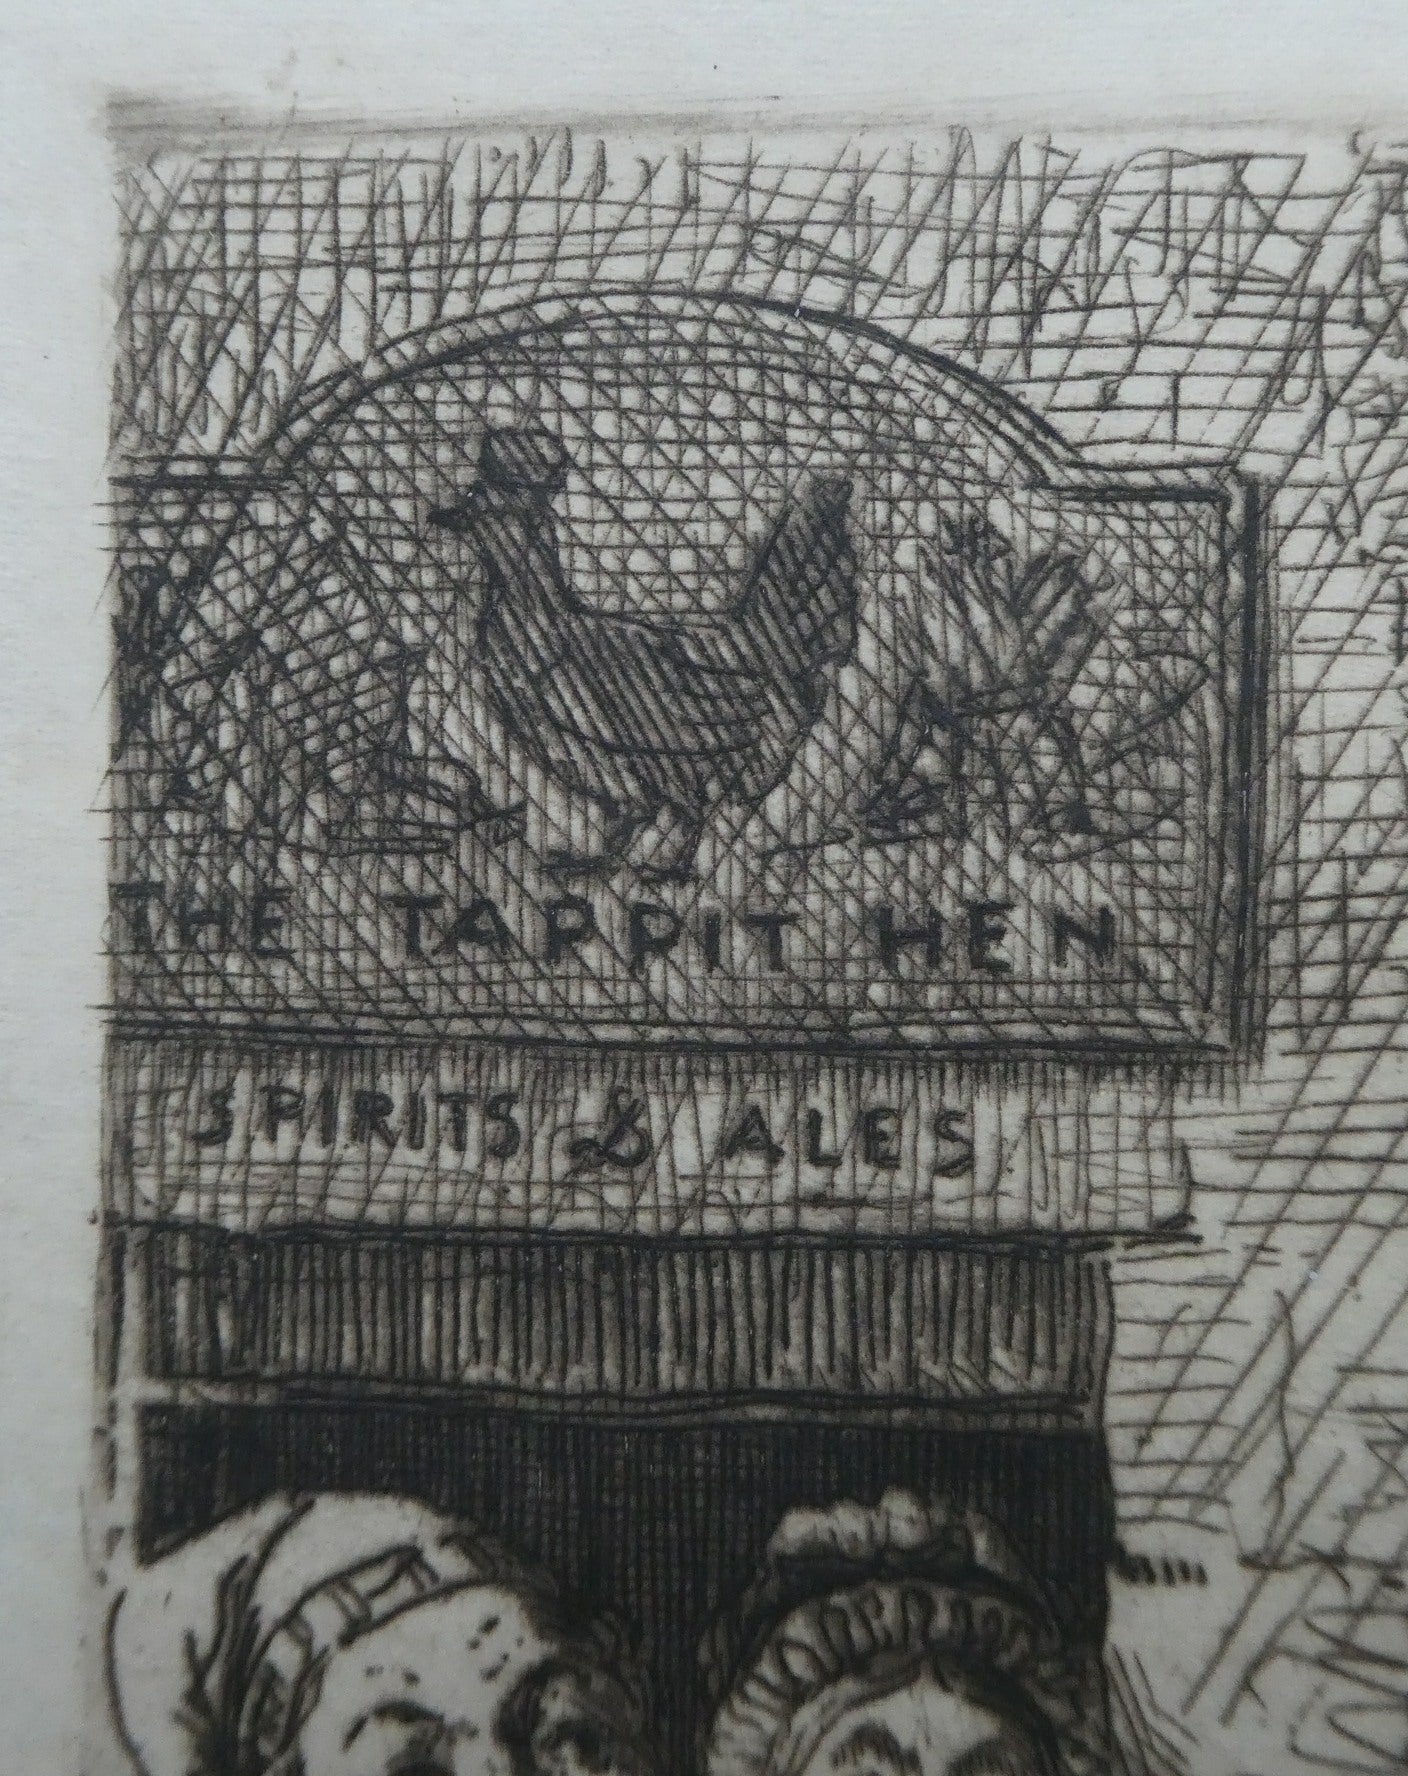 THE TAPPIT HEN
SPIRITS & ALES